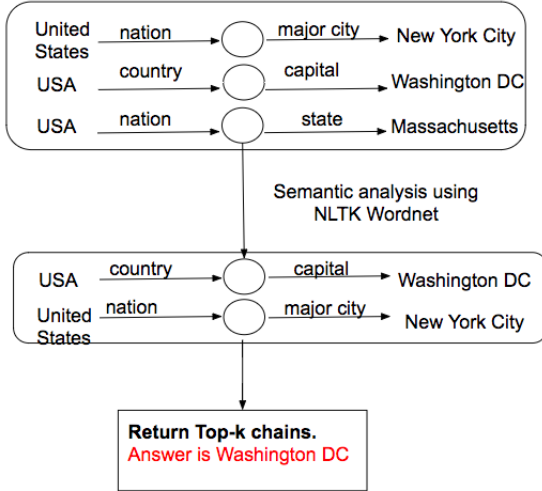 United States nation major city New York City
USA country capital Washington DC
USA nation state Massachusetts
Semantic analysis using
NLTK Wordnet
USA country capital Washington DC
United States nation major city New York City
Return Top-k chains.
Answer is Washington DC